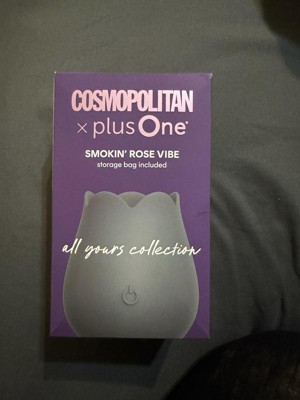 COSMOPOLITAN
× plusOne®
SMOKIN' ROSE VIBE
storage bag included
all yours collection